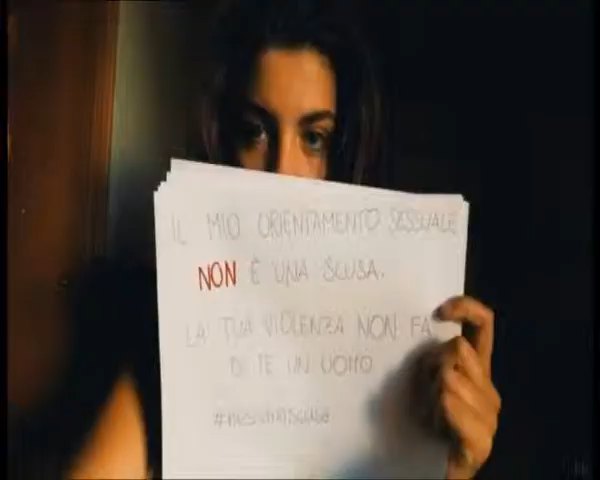 IL MIO ORIENTAMENTO SESSUALE
NON È UNA SCUSA.
LA TUA VIOLENZA NON FA
DI TE UN UOMO